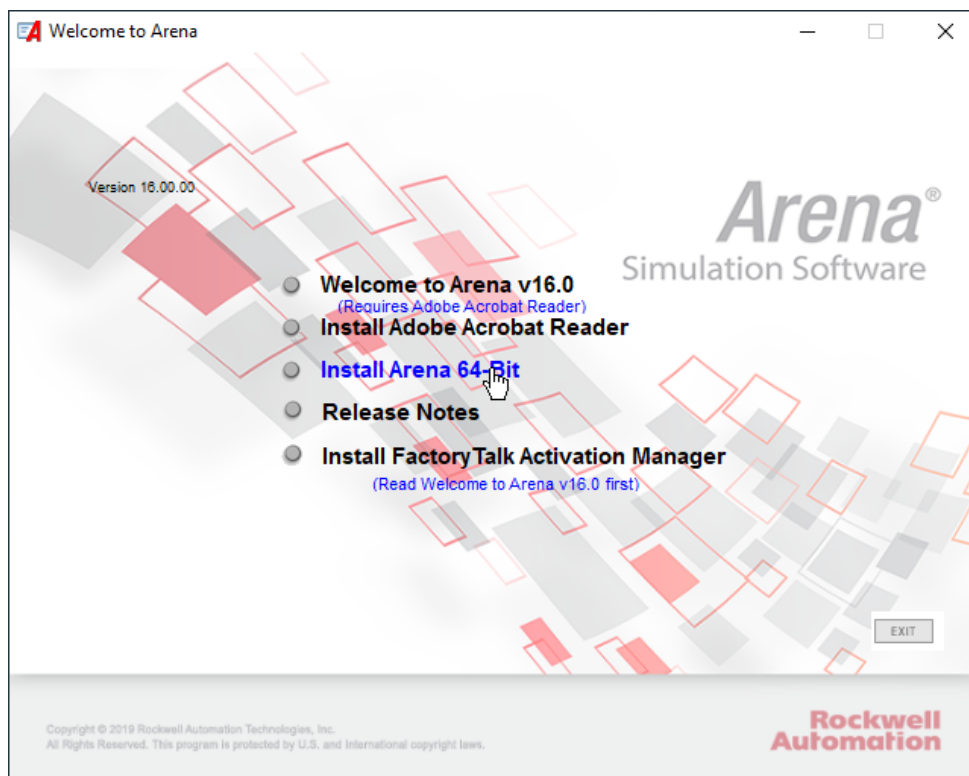 Welcome to Arena
Version 16.00.00
Arena®
Simulation Software
Welcome to Arena v16.0
(Requires Adobe Acrobat Reader)
Install Adobe Acrobat Reader
Install Arena 64-Bit
Release Notes
Install FactoryTalk Activation Manager
(Read Welcome to Arena v16.0 first)
EXIT
Copyright © 2019 Rockwell Automation Technologies, Inc.
All Rights Reserved. This program is protected by U.S. and International copyright laws.
Rockwell
Automation